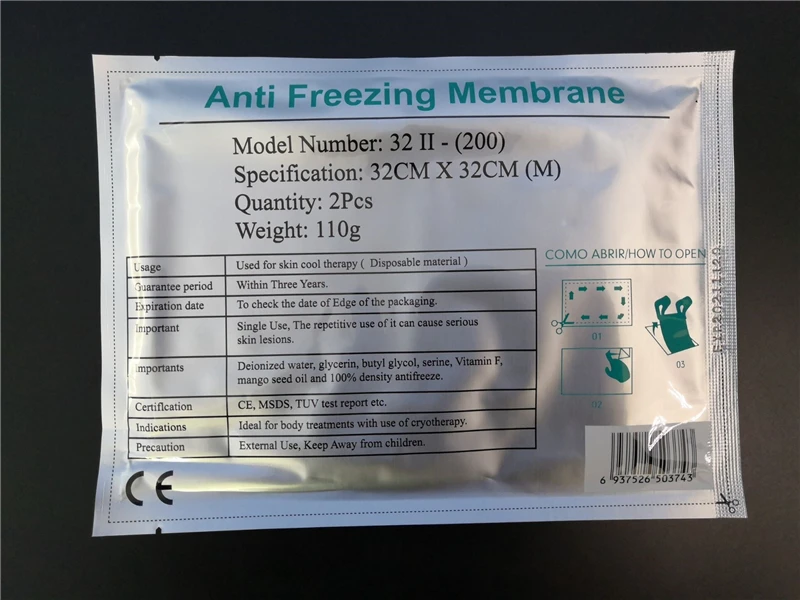 Anti Freezing Membrane
Model Number: 32 II - (200)
Specification: 32CM X 32CM (M)
Quantity: 2Pcs
Weight: 110g
Usage Used for skin cool therapy ( Disposable material )
Guarantee period Within Three Years.
Expiration date To check the date of Edge of the packaging.
Important Single Use, The repetitive use of it can cause serious
skin lesions.
Importants Deionized water, glycerin, butyl glycol, serine, Vitamin F,
mango seed oil and 100% density antifreeze.
Certiflcation CE, MSDS, TUV test report etc.
Indications Ideal for body treatments with use of cryotherapy.
Precaution External Use, Keep Away from children.
CE
COMO ABRIR/HOW TO OPEN
01
02
03
6 937526 503743